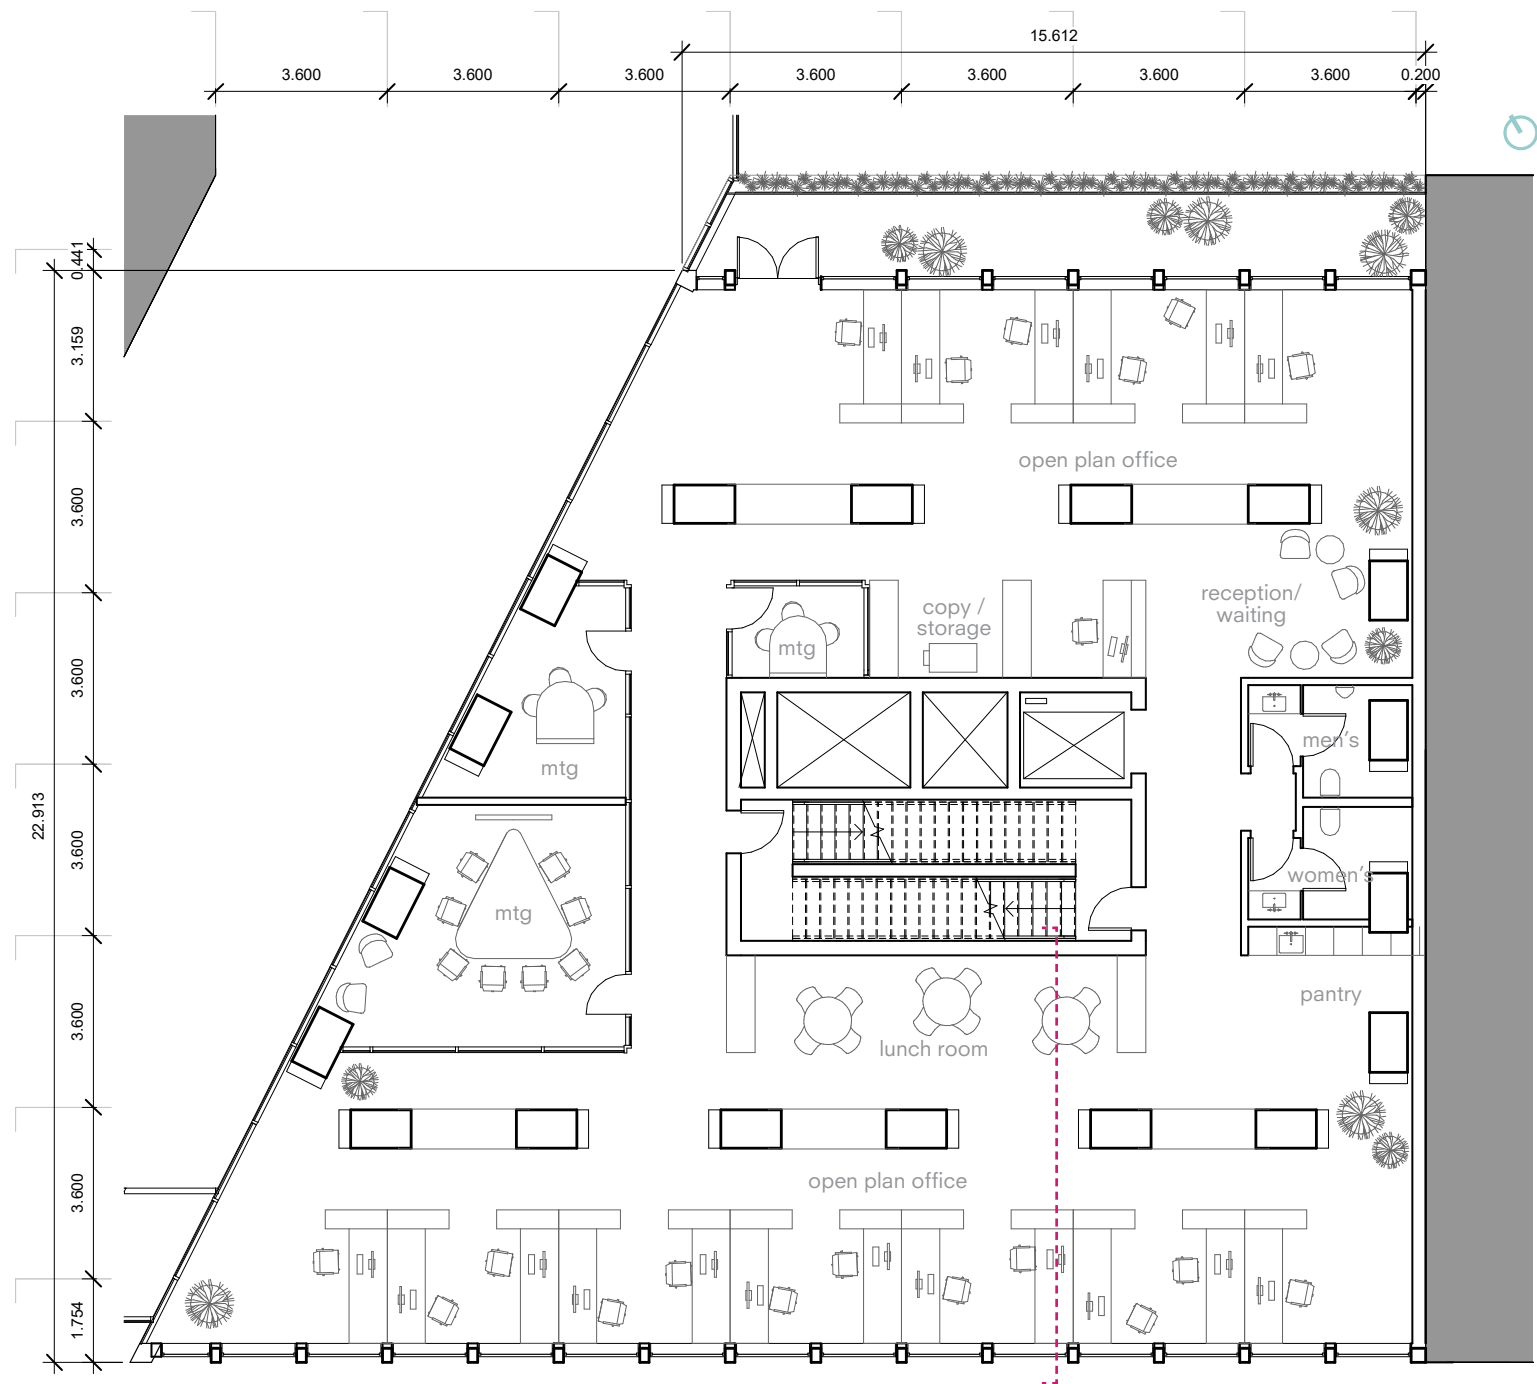 15.612
3.600
3.600
3.600
3.600
3.600
3.600
3.600
0.200
0.441
3.159
3.600
3.600
3.600
3.600
3.600
1.754
22.913
open plan office
reception/
waiting
copy /
storage
mtg
mtg
men's
mtg
women's
pantry
lunch room
open plan office